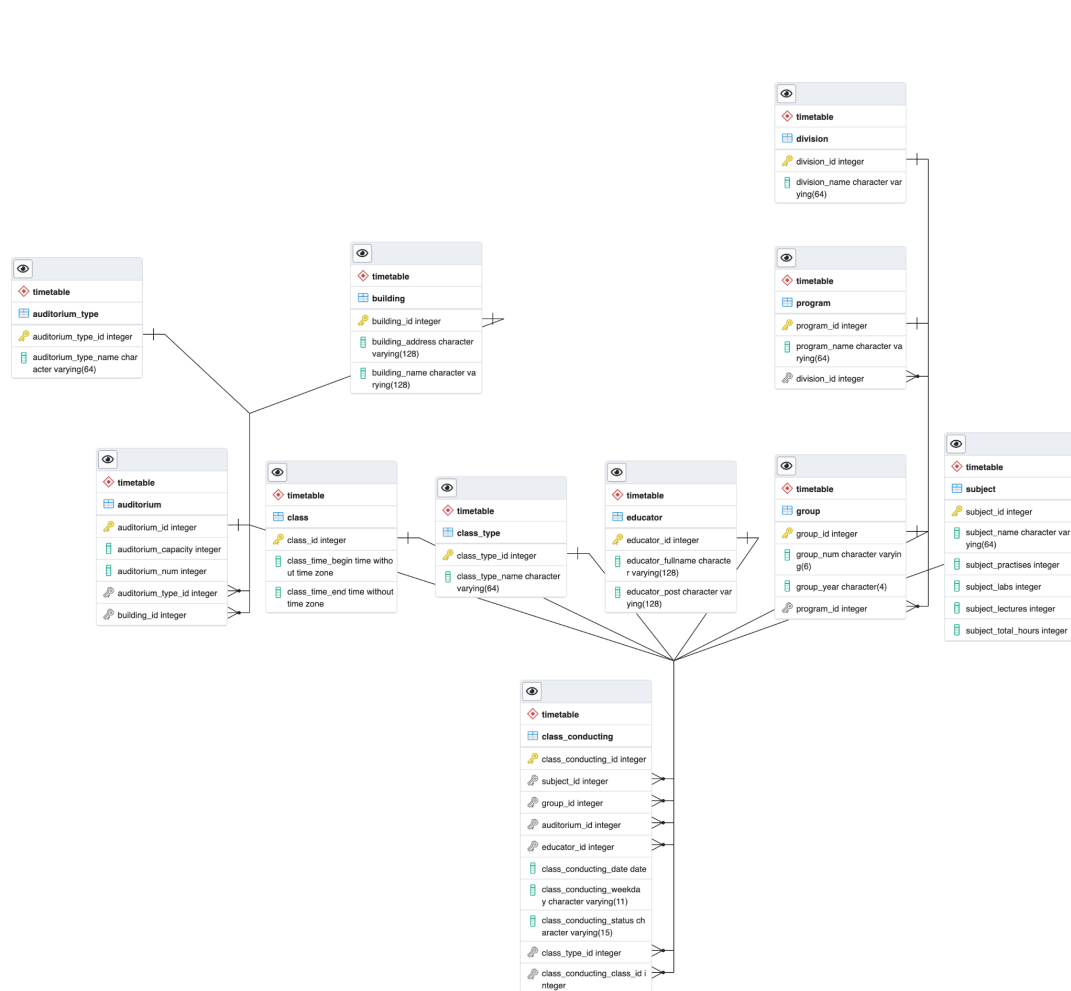 timetable
division
division_id integer
division_name character var
ying(64)
timetable
program
program_id integer
program_name character va
rying(64)
division_id integer
timetable
building
building_id integer
building_address character
varying(128)
building_name character va
rying(128)
timetable
auditorium_type
auditorium_type_id integer
auditorium_type_name char
acter varying(64)
timetable
auditorium
auditorium_id integer
auditorium_capacity integer
auditorium_num integer
auditorium_type_id integer
building_id integer
timetable
class
class_id integer
class_time_begin time witho
ut time zone
class_time_end time without
time zone
timetable
class_type
class_type_id integer
class_type_name character
varying(64)
timetable
educator
educator_id integer
educator_fullname characte
r varying(128)
educator_post character var
ying(128)
timetable
group
group_id integer
group_num character varyin
g(6)
group_year character(4)
program_id integer
timetable
subject
subject_id integer
subject_name character var
ying(64)
subject_practises integer
subject_labs integer
subject_lectures integer
subject_total_hours integer
timetable
class_conducting
class_conducting_id integer
subject_id integer
group_id integer
auditorium_id integer
educator_id integer
class_conducting_date date
class_conducting_weekda
y character varying(11)
class_conducting_status ch
aracter varying(15)
class_type_id integer
class_conducting_class_id i
nteger